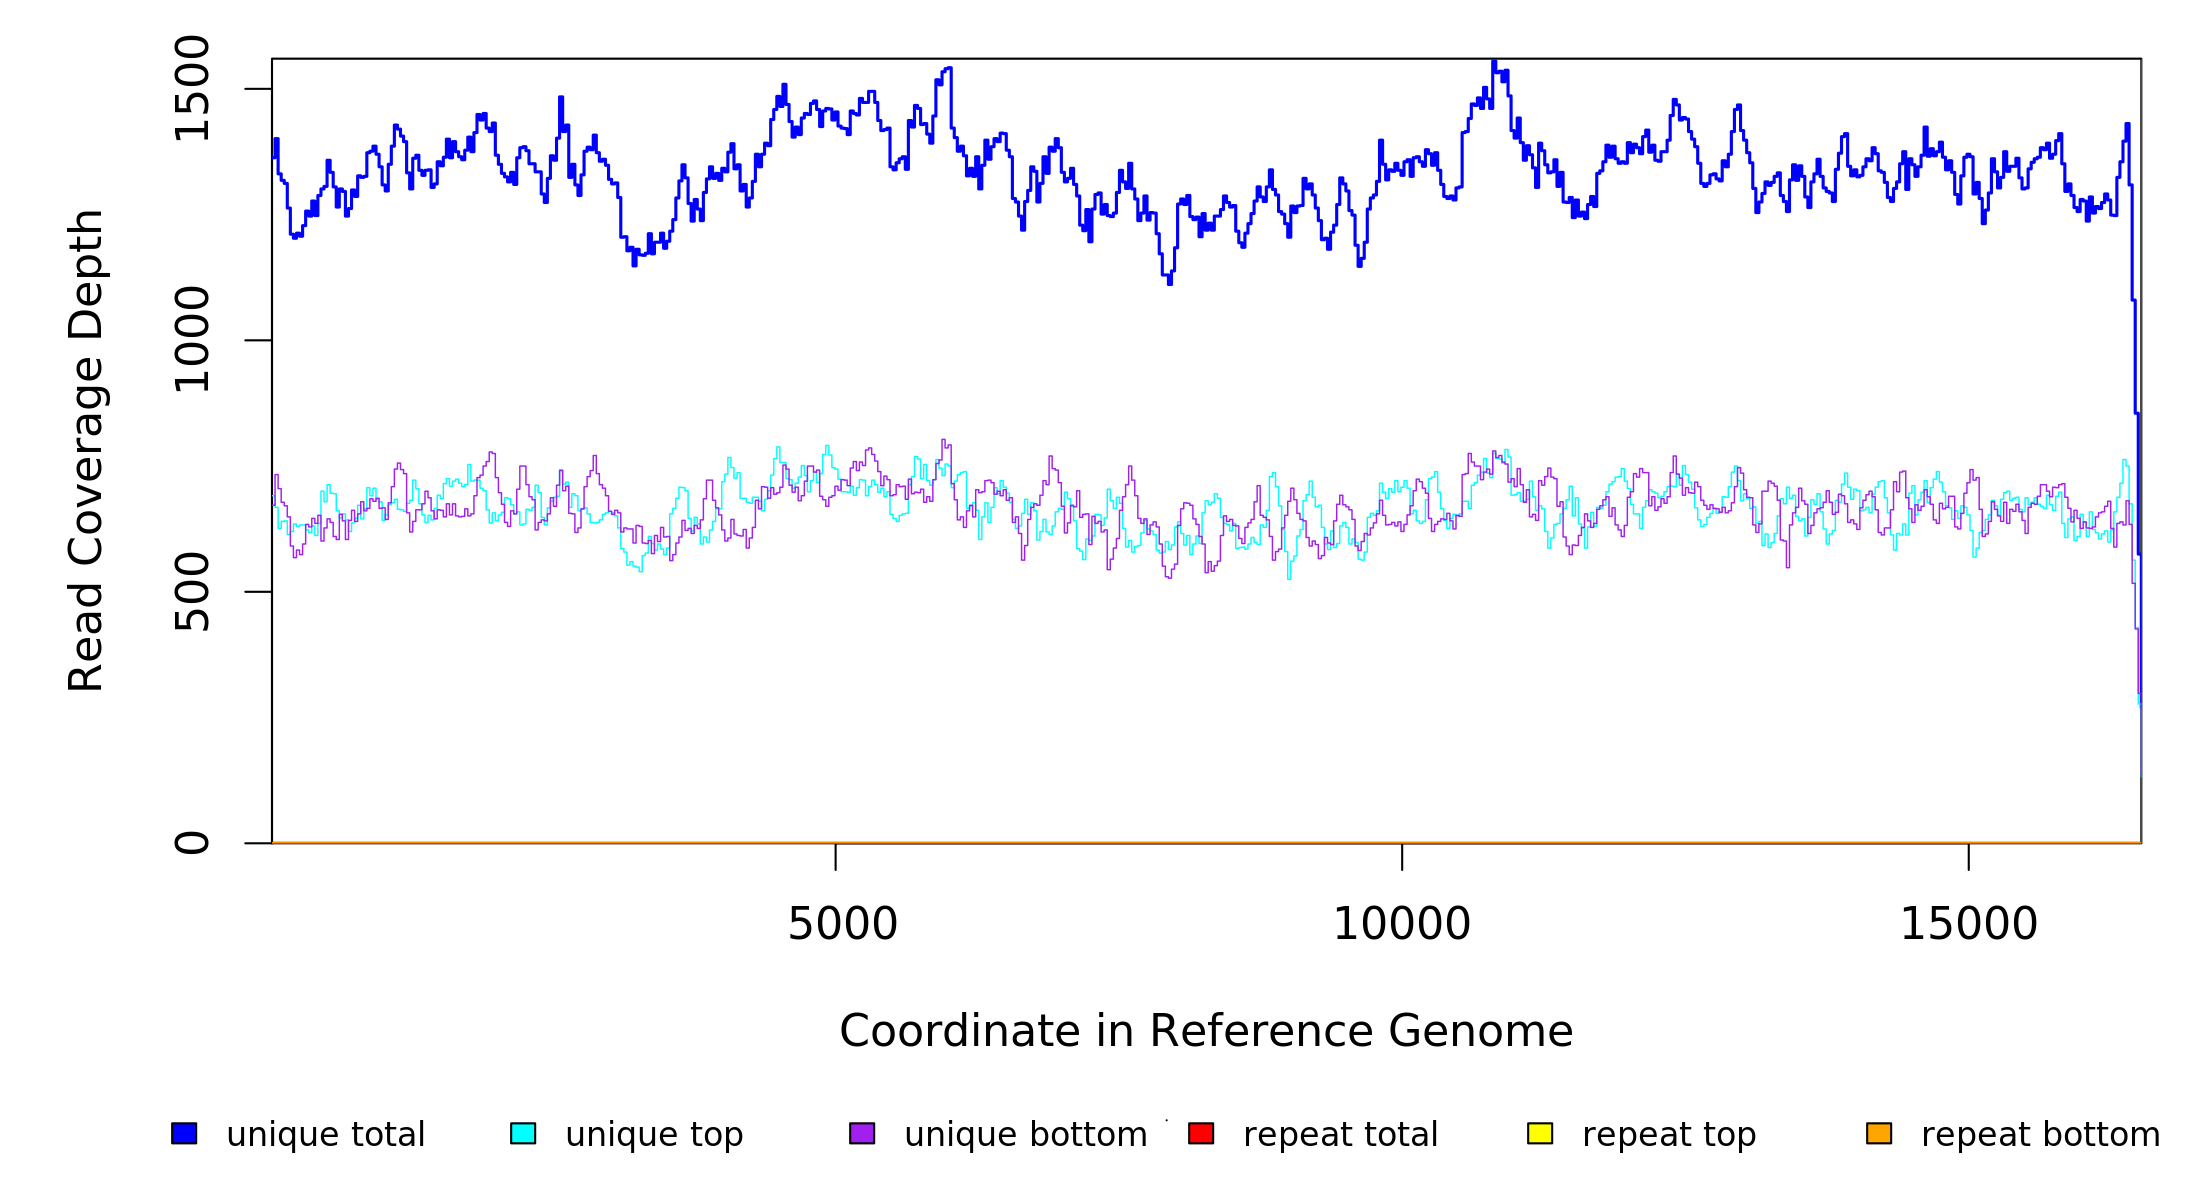 Read Coverage Depth
1500
1000
500
0
5000 10000 15000
Coordinate in Reference Genome
unique total unique top unique bottom repeat total repeat top repeat bottom